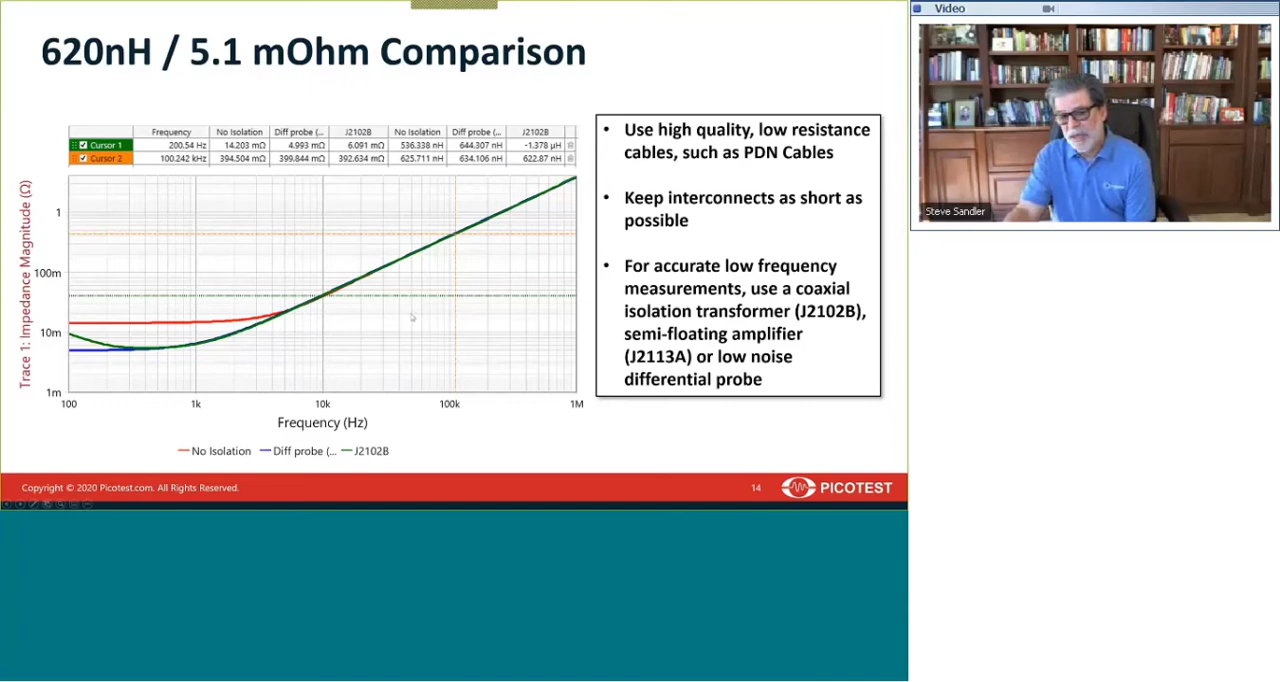 620nH / 5.1 mOhm Comparison
Frequency No Isolation Diff probe (... J2102B No Isolation Diff probe (... J2102B
Cursor 1 200.54 Hz 14.203 mΩ 4.993 mΩ 6.091 mΩ 536.338 nH 644.307 nH -1.378 µH
Cursor 2 100.242 kHz 394.504 mΩ 399.844 mΩ 392.634 mΩ 625.711 nH 634.106 nH 622.87 nH
Trace 1: Impedance Magnitude (Ω)
1
100m
10m
1m
100 1k 10k 100k 1M
Frequency (Hz)
No Isolation Diff probe (... J2102B
• Use high quality, low resistance
cables, such as PDN Cables
• Keep interconnects as short as
possible
• For accurate low frequency
measurements, use a coaxial
isolation transformer (J2102B),
semi-floating amplifier
(J2113A) or low noise
differential probe
Copyright © 2020 Picotest.com. All Rights Reserved.
14
PICOTEST
Video
Steve Sandler